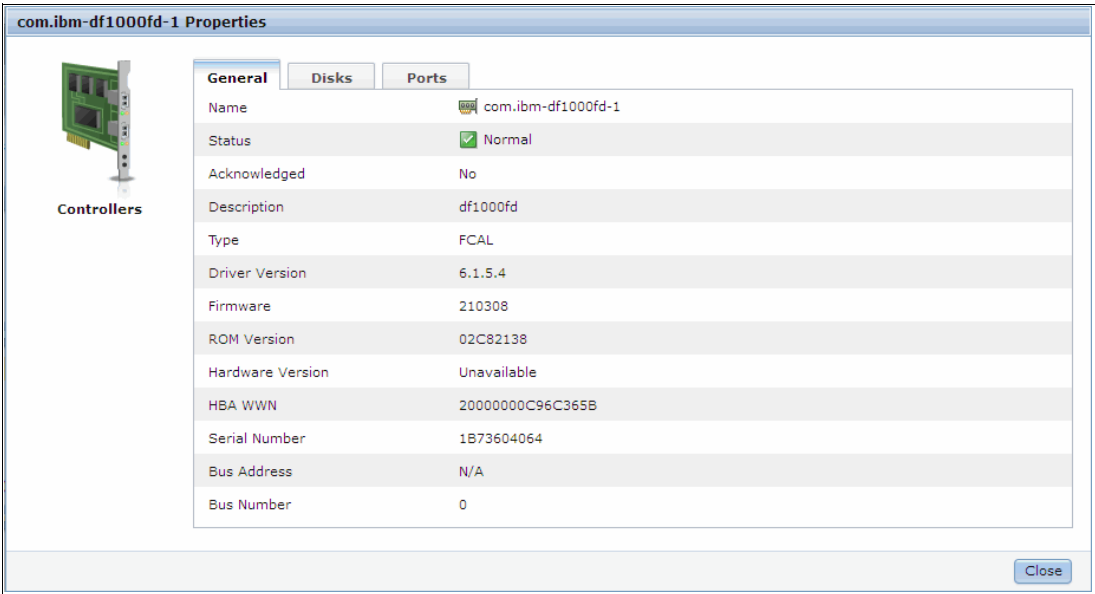 com.ibm-df1000fd-1 Properties
General Disks Ports
Controllers
Name com.ibm-df1000fd-1
Status Normal
Acknowledged No
Description df1000fd
Type FCAL
Driver Version 6.1.5.4
Firmware 210308
ROM Version 02C82138
Hardware Version Unavailable
HBA WWN 20000000C96C365B
Serial Number 1B73604064
Bus Address N/A
Bus Number 0
Close